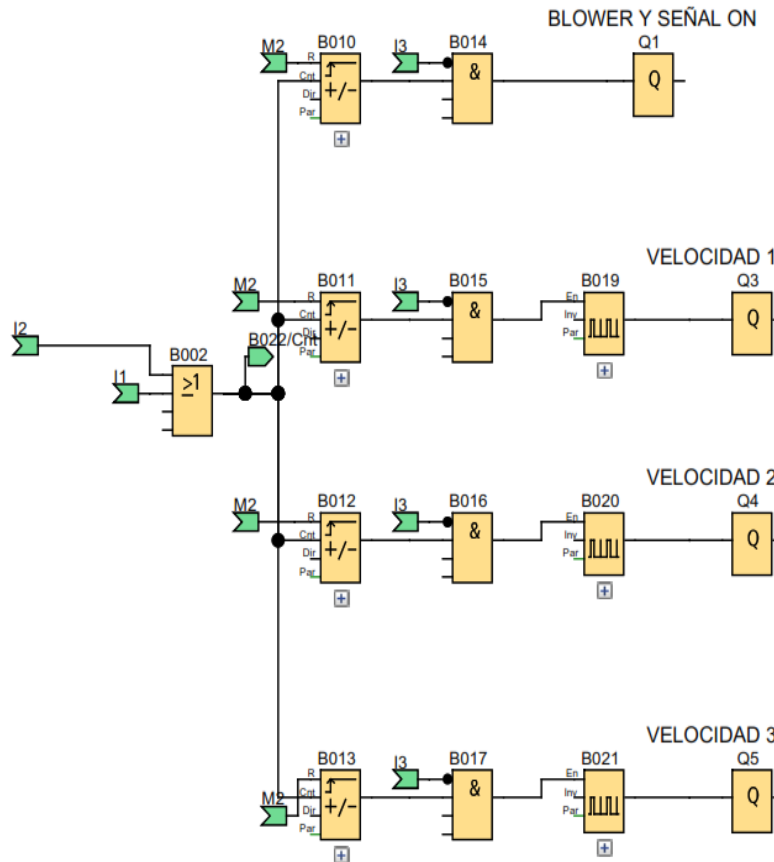 BLOWER Y SEÑAL ON
M2 B010 I3 B014 Q1
R
Cnt
Dir
Par
+/-
&
Q
VELOCIDAD 1
M2 B011 I3 B015 B019 Q3
R
Cnt
Dir
Par
+/-
&
En
Inv
Par
Q
I2
B022/Cnt
B002
I1
≥1
VELOCIDAD 2
M2 B012 I3 B016 B020 Q4
R
Cnt
Dir
Par
+/-
&
En
Inv
Par
Q
VELOCIDAD 3
B013 I3 B017 B021 Q5
R
Cnt
M2
Dir
Par
+/-
&
En
Inv
Par
Q